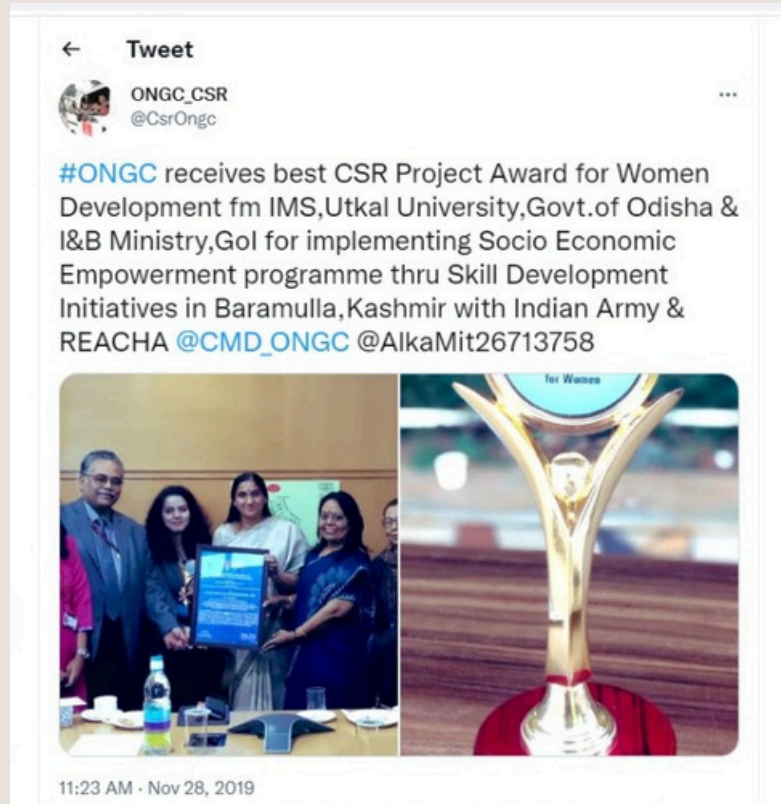 ← Tweet
ONGC_CSR
@CsrOngc
...
#ONGC receives best CSR Project Award for Women
Development fm IMS,Utkal University,Govt.of Odisha &
I&B Ministry,GoI for implementing Socio Economic
Empowerment programme thru Skill Development
Initiatives in Baramulla,Kashmir with Indian Army &
REACHA @CMD_ONGC @AlkaMit26713758
for Women
11:23 AM · Nov 28, 2019